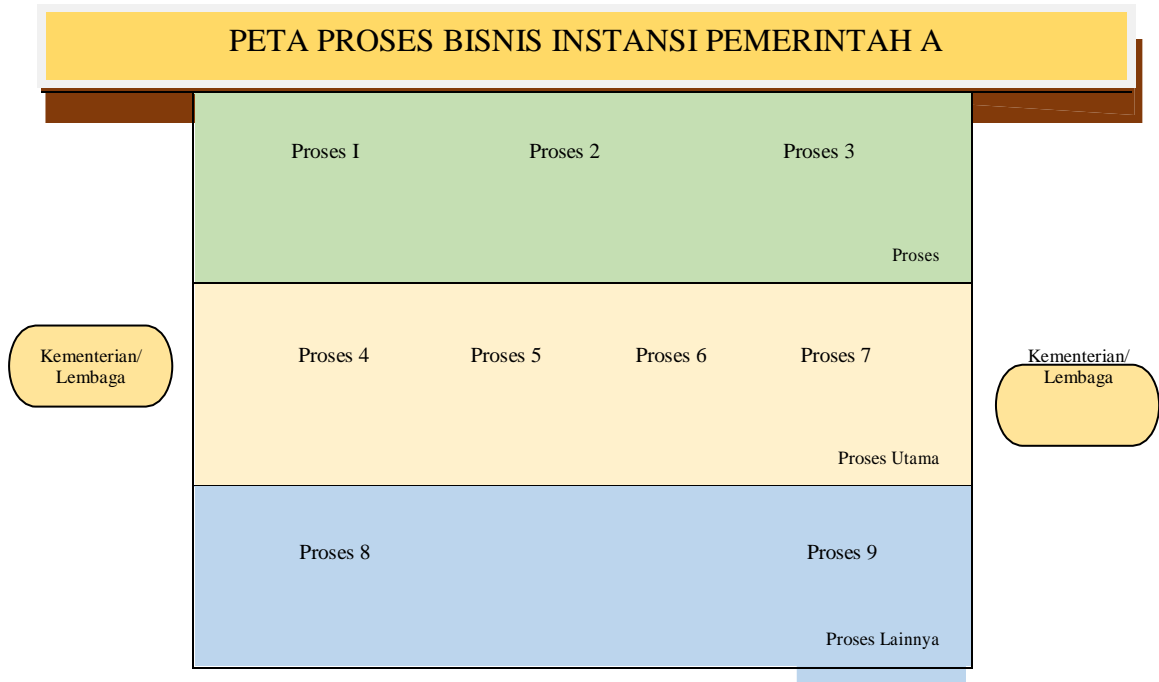 PETA PROSES BISNIS INSTANSI PEMERINTAH A
Proses I
Proses 2
Proses 3
Proses
Kementerian/
Lembaga
Proses 4
Proses 5
Proses 6
Proses 7
Kementerian/
Lembaga
Proses Utama
Proses 8
Proses 9
Proses Lainnya